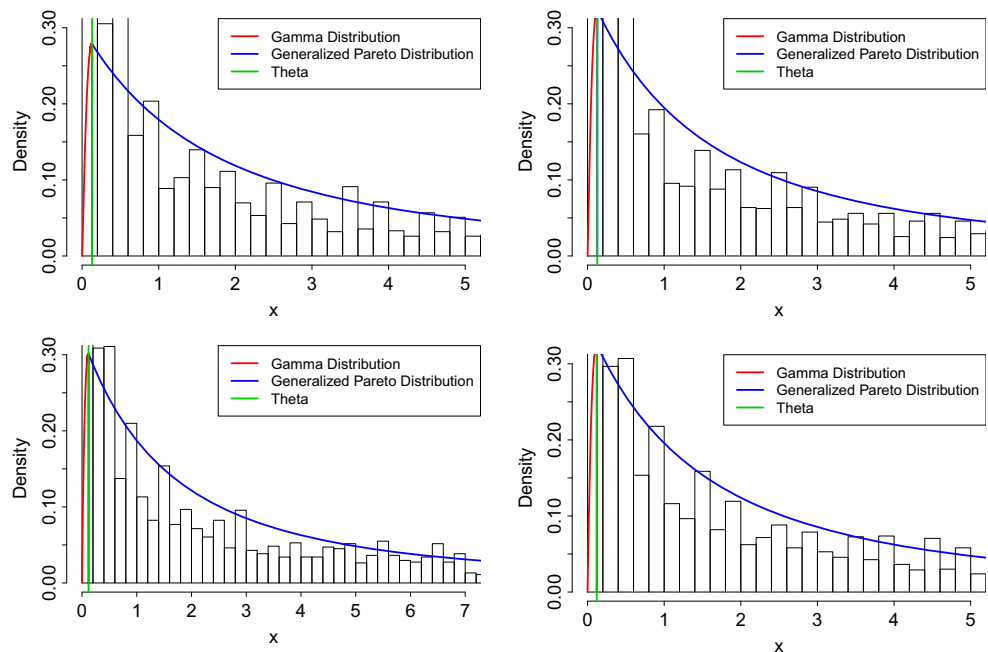 Gamma Distribution
Generalized Pareto Distribution
Theta
Density
0.00
0.10
0.20
0.30
0 1 2 3 4 5
x
Gamma Distribution
Generalized Pareto Distribution
Theta
Density
0.00
0.10
0.20
0.30
0 1 2 3 4 5
x
Gamma Distribution
Generalized Pareto Distribution
Theta
Density
0.00
0.10
0.20
0.30
0 1 2 3 4 5 6 7
x
Gamma Distribution
Generalized Pareto Distribution
Theta
Density
0.00
0.10
0.20
0.30
0 1 2 3 4 5
x